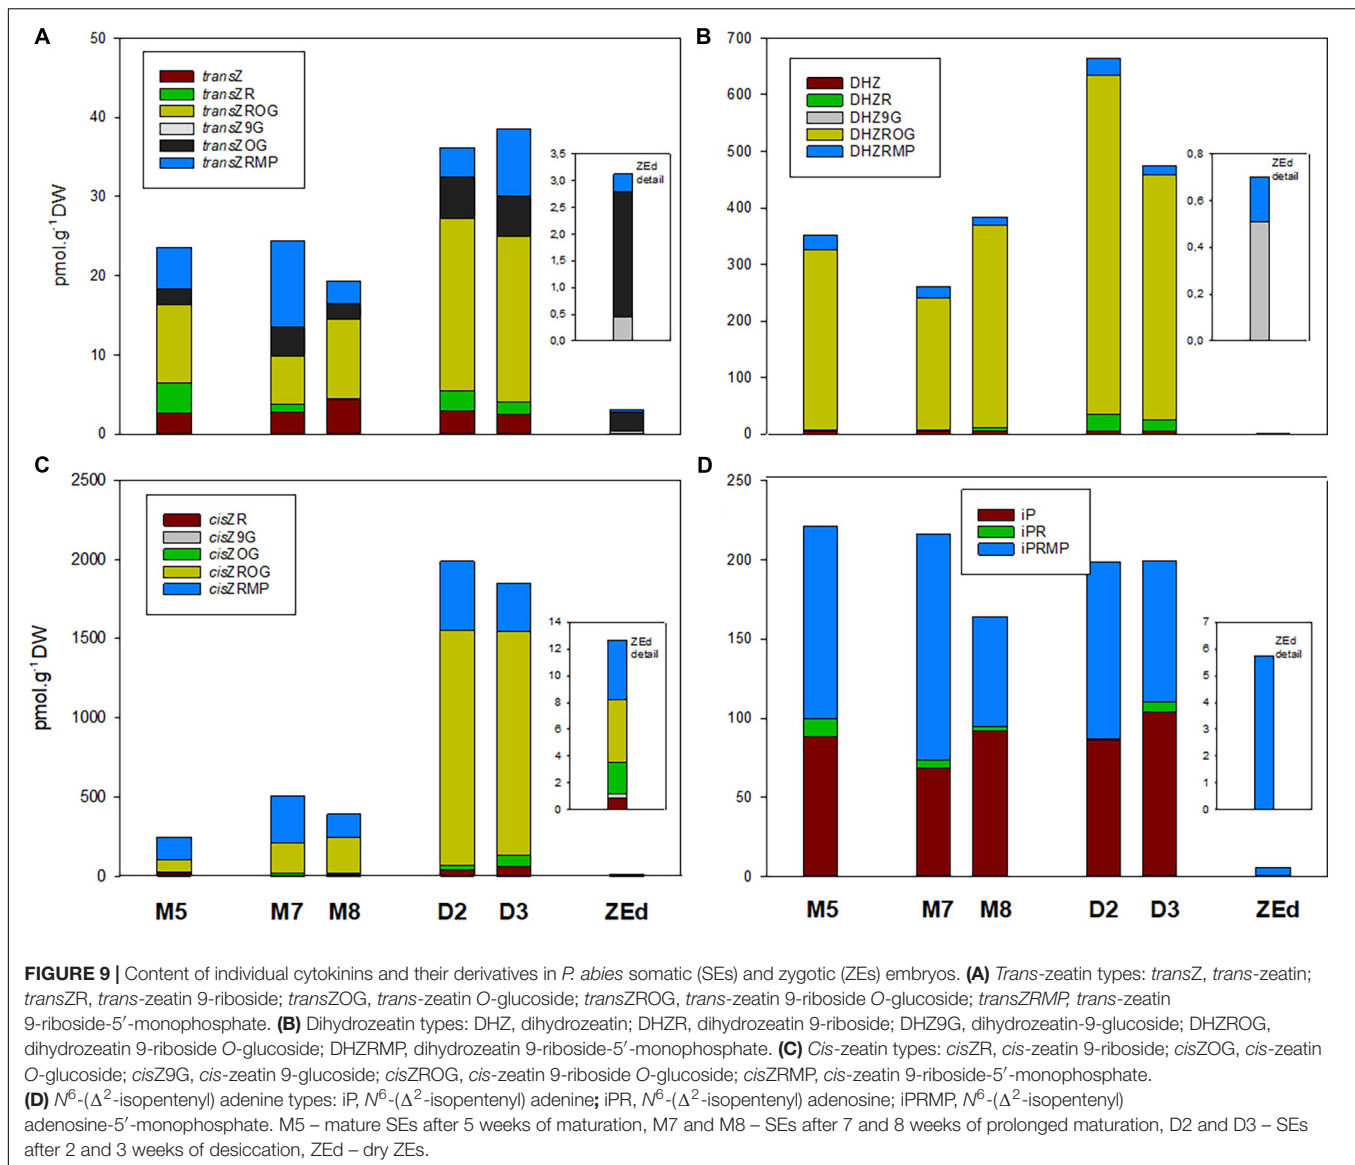 A
50
40
30
20
10
0
pmol.g-1 DW
transZ
transZR
transZROG
transZ9G
transZOG
transZRMP
3,5
3,0
2,5
2,0
1,5
1,0
0,5
0,0
ZEd
detail
B
700
600
500
400
300
200
100
0
DHZ
DHZR
DHZ9G
DHZROG
DHZRMP
0,8
0,6
0,4
0,2
0,0
ZEd
detail
C
2500
2000
1500
1000
500
0
pmol.g-1 DW
cisZR
cisZ9G
cisZOG
cisZROG
cisZRMP
14
12
10
8
6
4
2
0
ZEd
detail
M5 M7 M8 D2 D3 ZEd
D
250
200
150
100
50
0
iP
iPR
iPRMP
7
6
5
4
3
2
1
0
ZEd
detail
M5 M7 M8 D2 D3 ZEd
FIGURE 9 | Content of individual cytokinins and their derivatives in P. abies somatic (SEs) and zygotic (ZEs) embryos. (A) Trans-zeatin types: transZ, trans-zeatin;
transZR, trans-zeatin 9-riboside; transZOG, trans-zeatin O-glucoside; transZROG, trans-zeatin 9-riboside O-glucoside; transZRMP, trans-zeatin
9-riboside-5′-monophosphate. (B) Dihydrozeatin types: DHZ, dihydrozeatin; DHZR, dihydrozeatin 9-riboside; DHZ9G, dihydrozeatin-9-glucoside; DHZROG,
dihydrozeatin 9-riboside O-glucoside; DHZRMP, dihydrozeatin 9-riboside-5′-monophosphate. (C) Cis-zeatin types: cisZR, cis-zeatin 9-riboside; cisZOG, cis-zeatin
O-glucoside; cisZ9G, cis-zeatin 9-glucoside; cisZROG, cis-zeatin 9-riboside O-glucoside; cisZRMP, cis-zeatin 9-riboside-5′-monophosphate.
(D) N6-(Δ2-isopentenyl) adenine types: iP, N6-(Δ2-isopentenyl) adenine; iPR, N6-(Δ2-isopentenyl) adenosine; iPRMP, N6-(Δ2-isopentenyl)
adenosine-5′-monophosphate. M5 – mature SEs after 5 weeks of maturation, M7 and M8 – SEs after 7 and 8 weeks of prolonged maturation, D2 and D3 – SEs
after 2 and 3 weeks of desiccation, ZEd – dry ZEs.